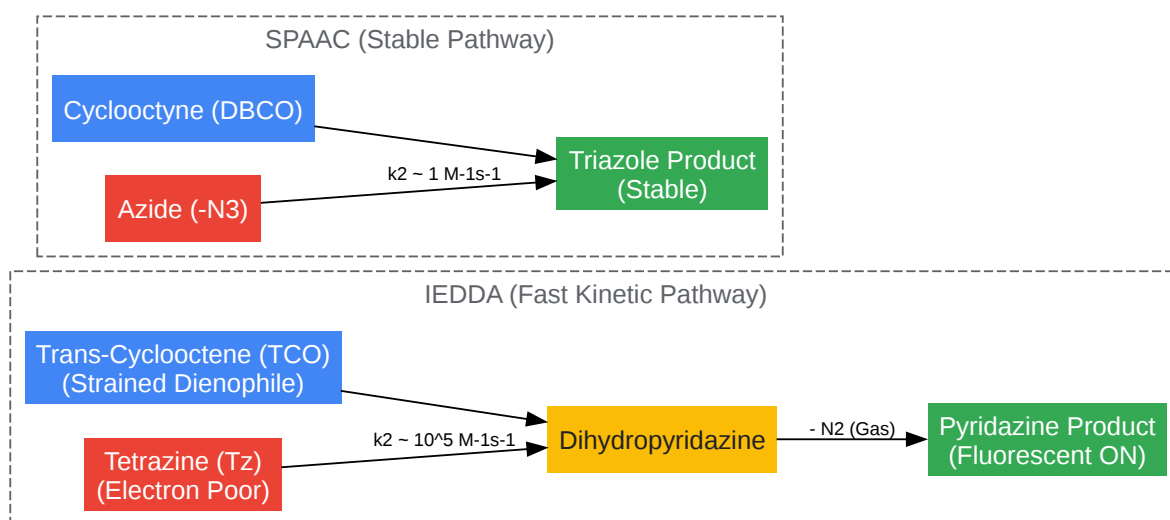 SPAAC (Stable Pathway)
Cyclooctyne (DBCO)
Azide (-N3)
k2 ~ 1 M-1s-1
Triazole Product
(Stable)
IEDDA (Fast Kinetic Pathway)
Trans-Cyclooctene (TCO)
(Strained Dienophile)
Tetrazine (Tz)
(Electron Poor)
k2 ~ 10^5 M-1s-1
Dihydropyridazine
- N2 (Gas)
Pyridazine Product
(Fluorescent ON)